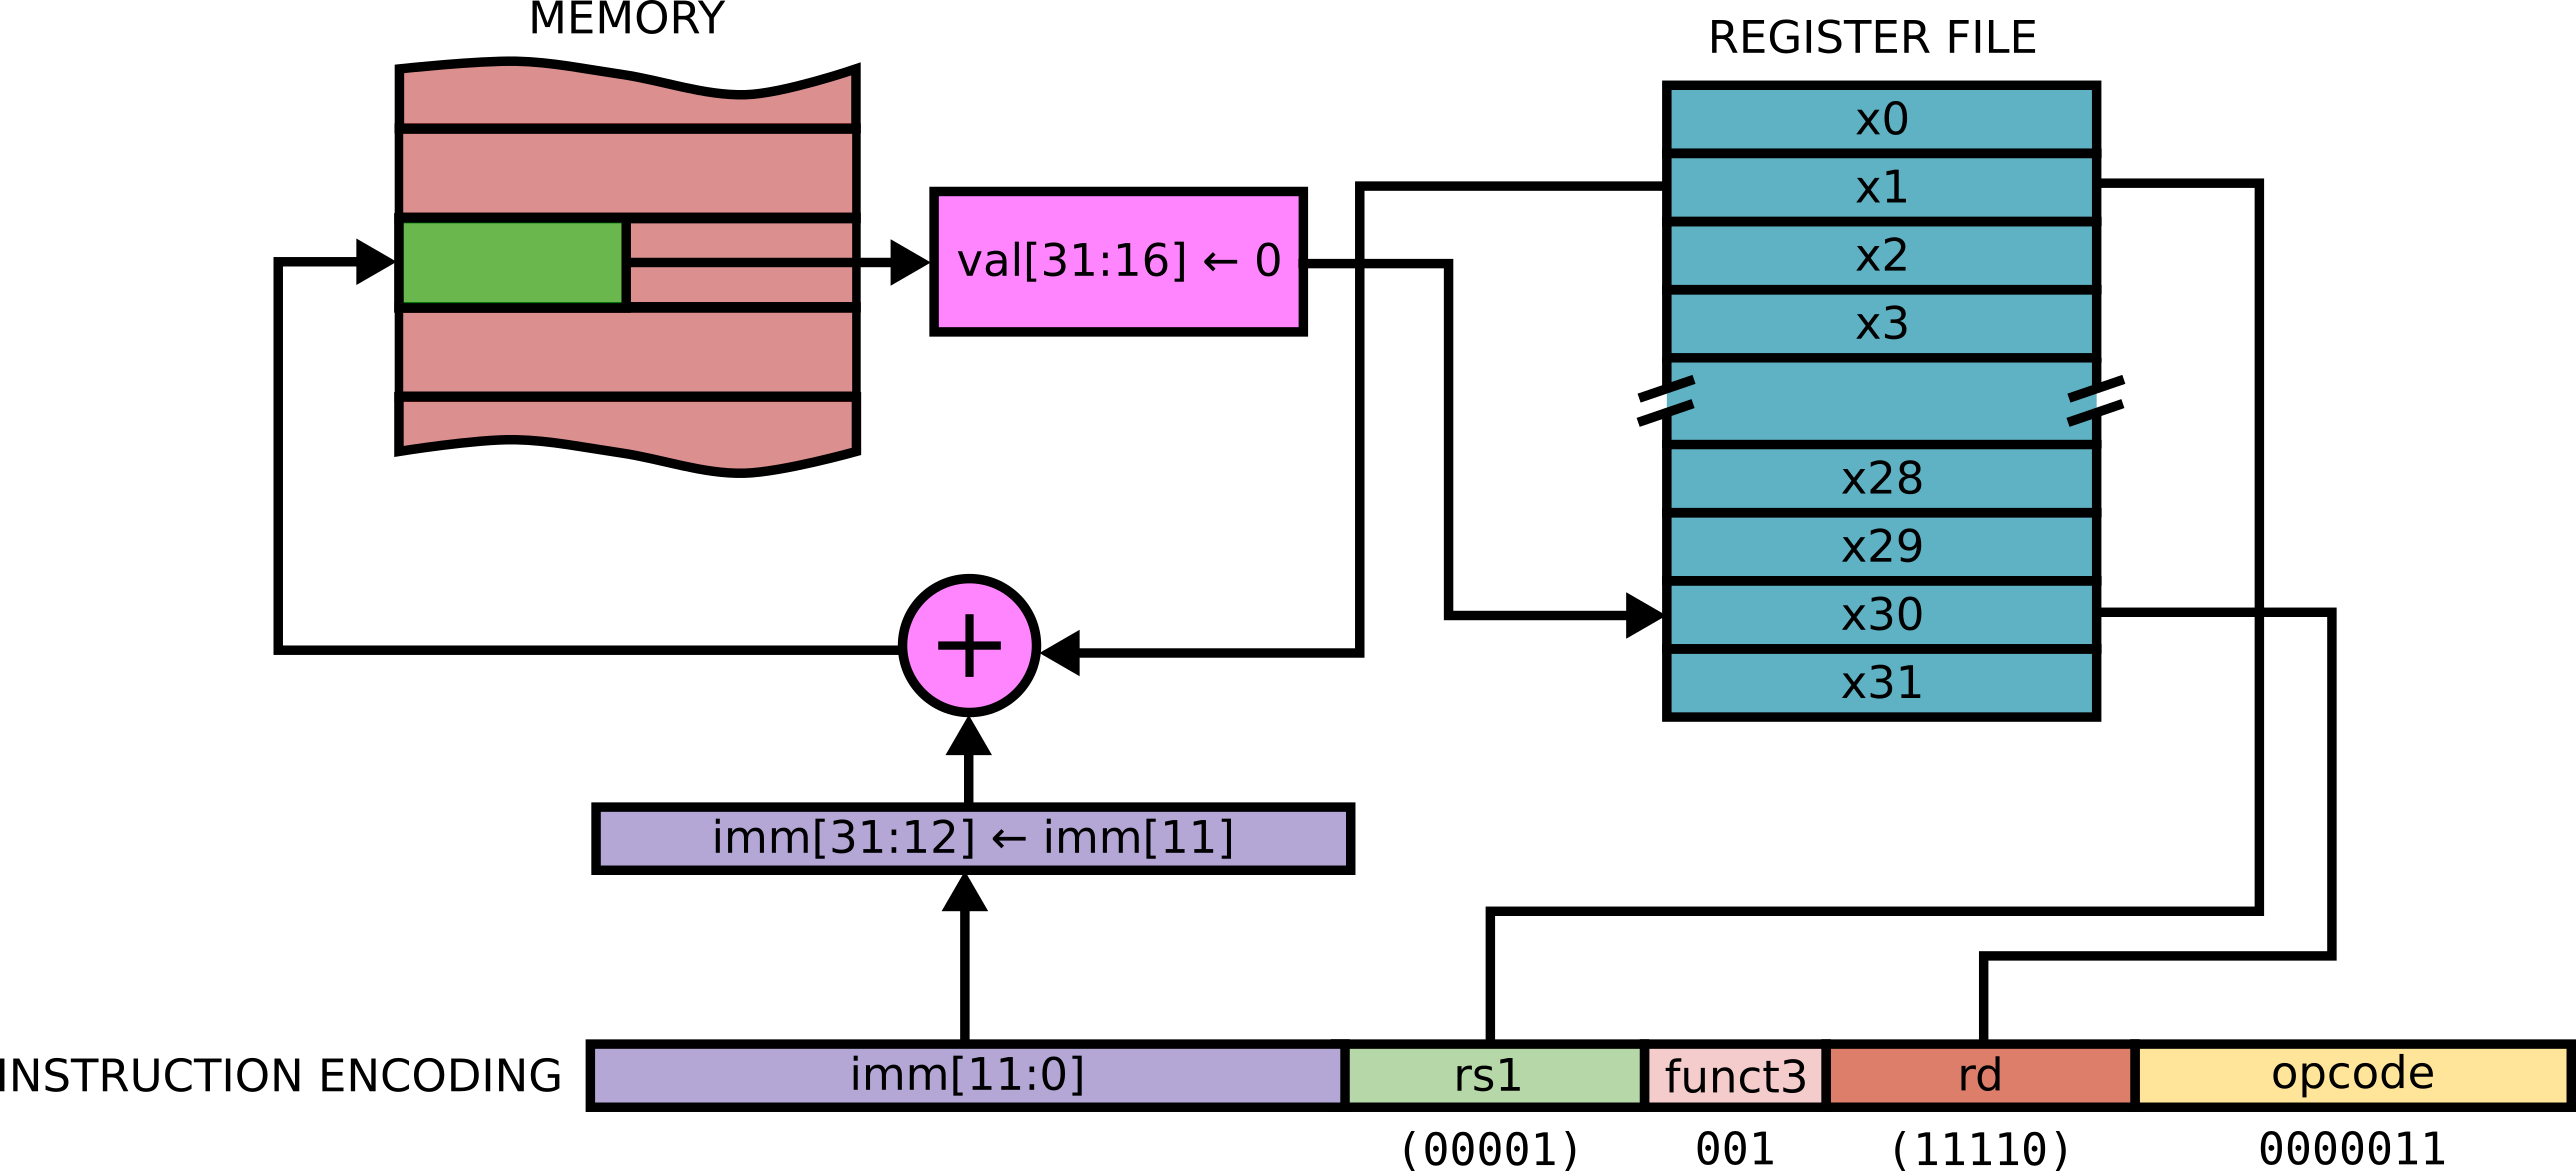 MEMORY
REGISTER FILE
x0
x1
x2
x3
x28
x29
x30
x31
val[31:16] ← 0
+
imm[31:12] ← imm[11]
INSTRUCTION ENCODING
imm[11:0]
rs1
funct3
rd
opcode
(00001)
001
(11110)
0000011